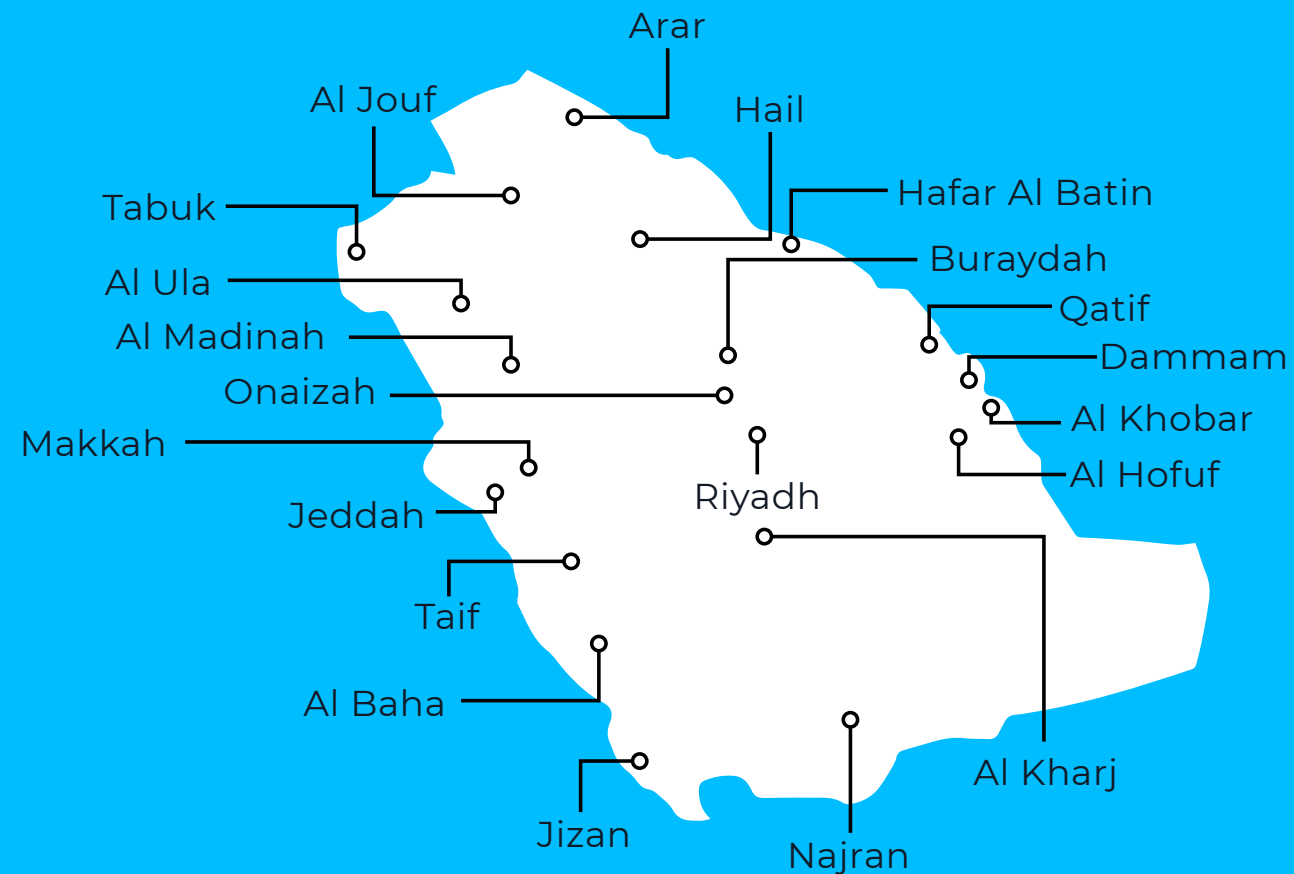 Arar
Al Jouf
Hail
Hafar Al Batin
Tabuk
Buraydah
Al Ula
Qatif
Al Madinah
Dammam
Onaizah
Al Khobar
Makkah
Al Hofuf
Riyadh
Jeddah
Taif
Al Baha
Al Kharj
Jizan
Najran